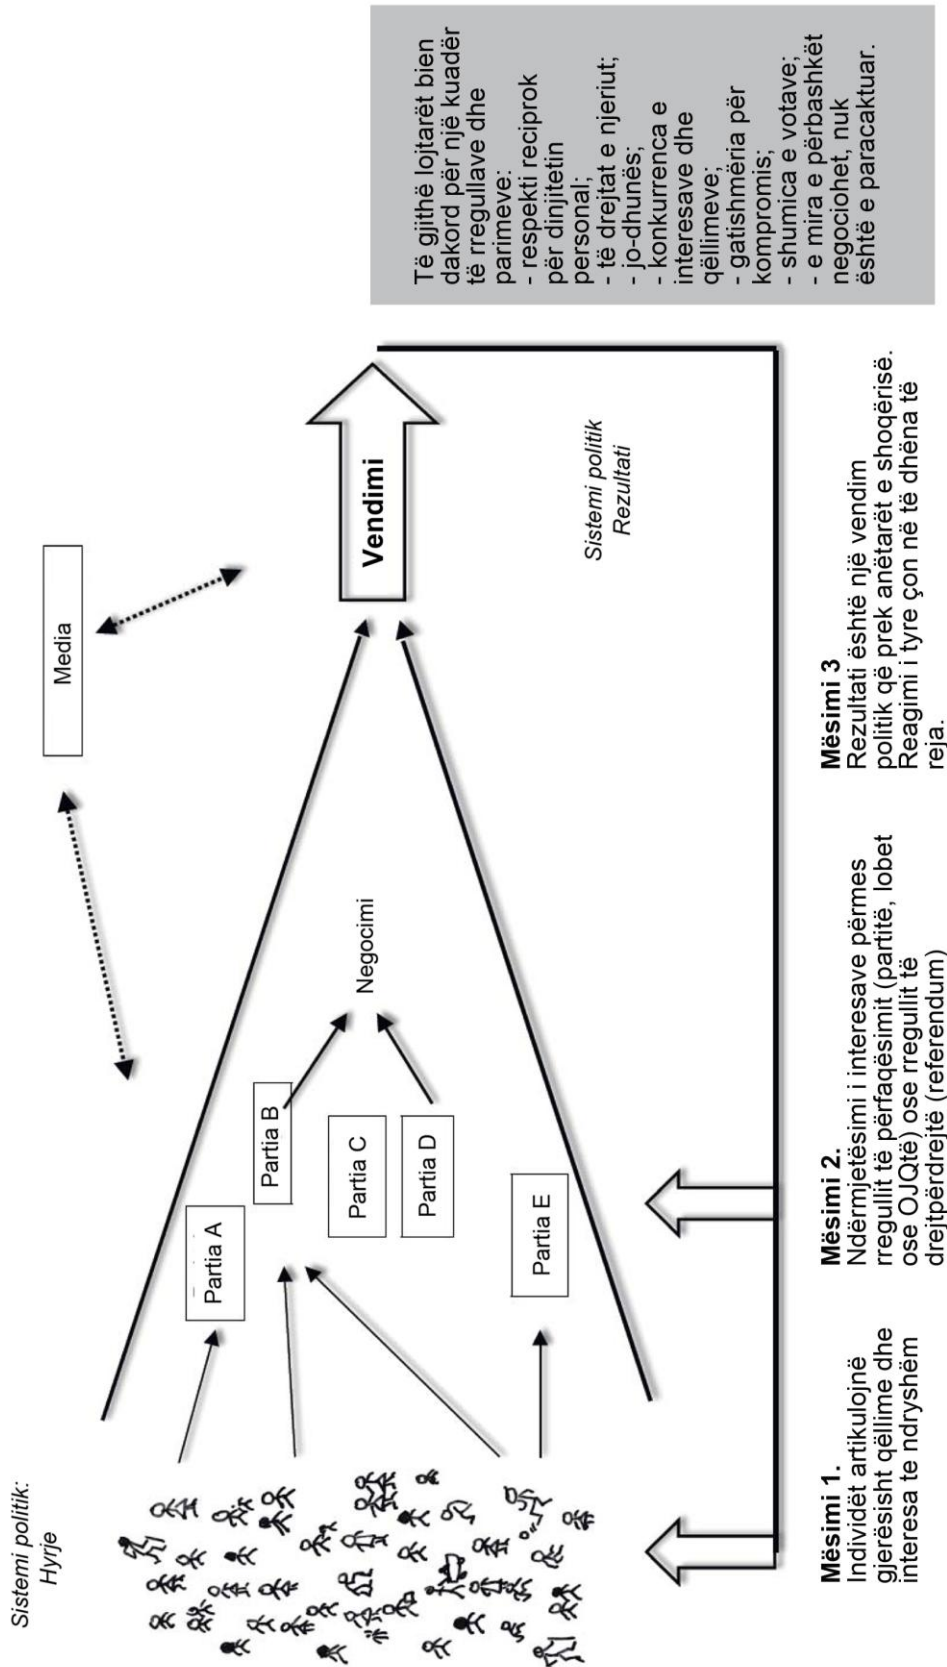 Sistemi politik:
Hyrje
Media
Partia A
Partia B
Partia C
Partia D
Partia E
Negocimi
Vendimi
Sistemi politik
Rezultati
Të gjithë lojtarët bien
dakord për një kuadër
të rregullave dhe
parimeve:
- respekti reciprok
për dinjitetin
personal;
- të drejtat e njeriut;
- jo-dhunës;
- konkurrenca e
interesave dhe
qëllimeve;
- gatishmëria për
kompromis;
- shumica e votave;
- e mira e përbashkët
negociohet, nuk
është e paracaktuar.
Mësimi 1.
Individët artikulojnë
gjerësisht qëllime dhe
interesa te ndryshëm
Mësimi 2.
Ndërmjetësimi i interesave përmes
rregullit të përfaqësimit (partitë, lobet
ose OJQtë) ose rregullit të
drejtpërdrejtë (referendum)
Mësimi 3
Rezultati është një vendim
politik që prek anëtarët e shoqërisë.
Reagimi i tyre çon në të dhëna të
reja.